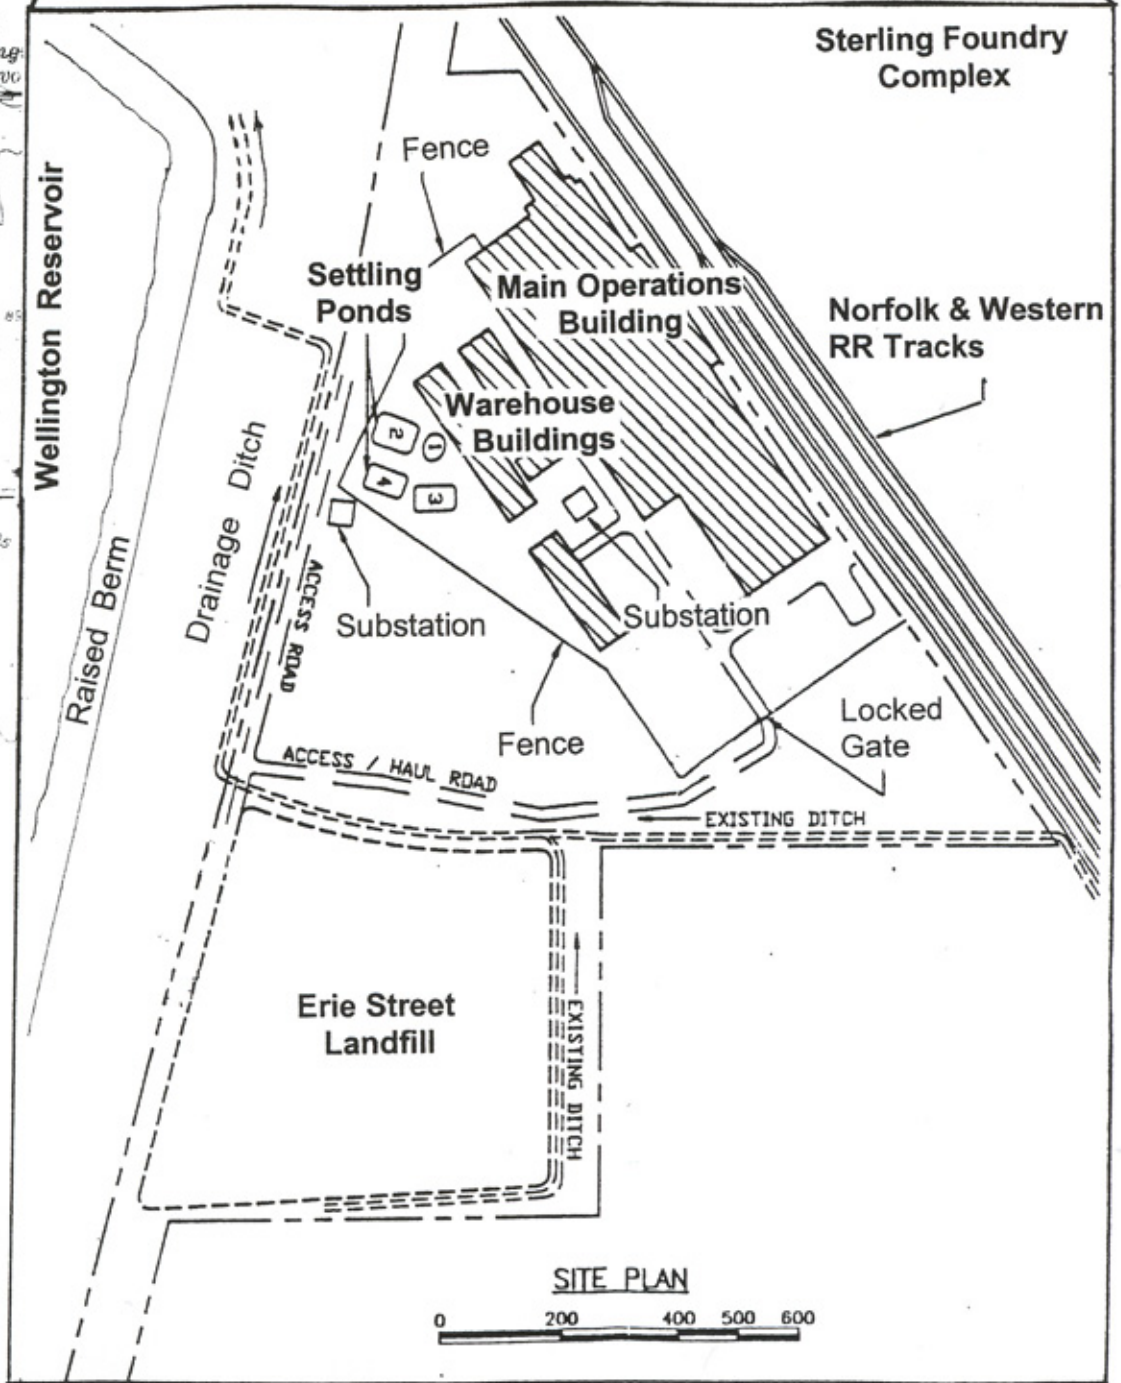 Sterling Foundry
Complex
Wellington Reservoir
Fence
Settling
Ponds
Main Operations
Building
Norfolk & Western
RR Tracks
Warehouse
Buildings
2
1
4
3
Drainage Ditch
Raised Berm
ACCESS ROAD
Substation
Substation
Fence
Locked
Gate
ACCESS / HAUL ROAD
EXISTING DITCH
Erie Street
Landfill
EXISTING DITCH
SITE PLAN
0 200 400 500 600